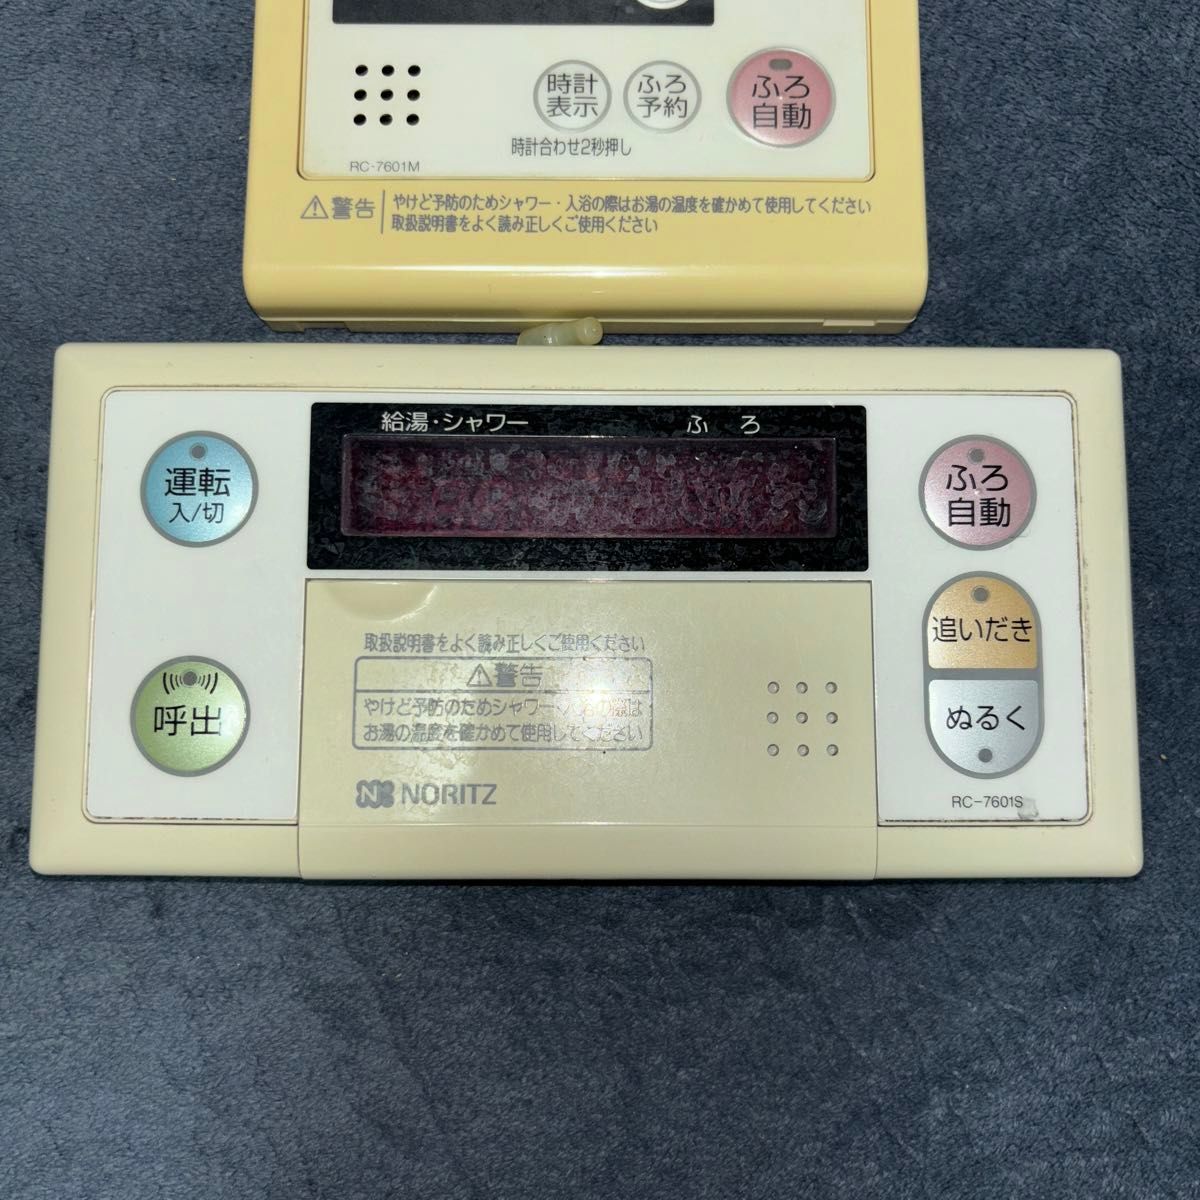 時計
表示
ふろ
予約
ふろ
自動
時計合わせ2秒押し
RC-7601M
警告
やけど予防のためシャワー・入浴の際はお湯の温度を確かめて使用してください
取扱説明書をよく読み正しくご使用ください
給湯・シャワー
ふろ
運転
入/切
呼出
ふろ
自動
追いだき
ぬるく
取扱説明書をよく読み正しくご使用ください
警告
やけど予防のためシャワー・入浴の際は
お湯の温度を確かめて使用してください
NORITZ
RC-7601S